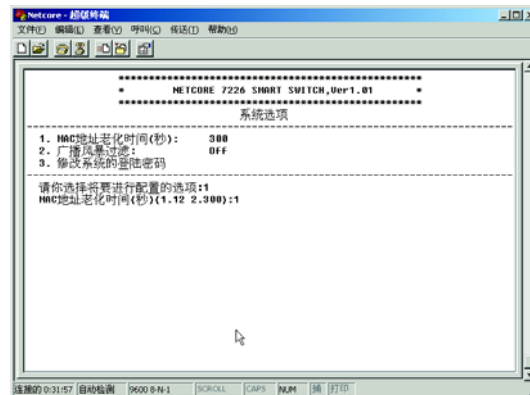 Netcore - 超级终端
文件(F) 编辑(E) 查看(V) 呼叫(C) 传送(T) 帮助(H)
************************************************
* NETCORE 7226 SMART SWITCH,Ver1.01 *
************************************************
系统选项
1. MAC地址老化时间(秒): 300
2. 广播风暴过滤: Off
3. 修改系统的登陆密码
请你选择将要进行配置的选项:1
MAC地址老化时间(秒)(1.12 2.300):1
连接的 0:31:57 自动检测 9600 8-N-1 SCROLL CAPS NUM 捕 打印